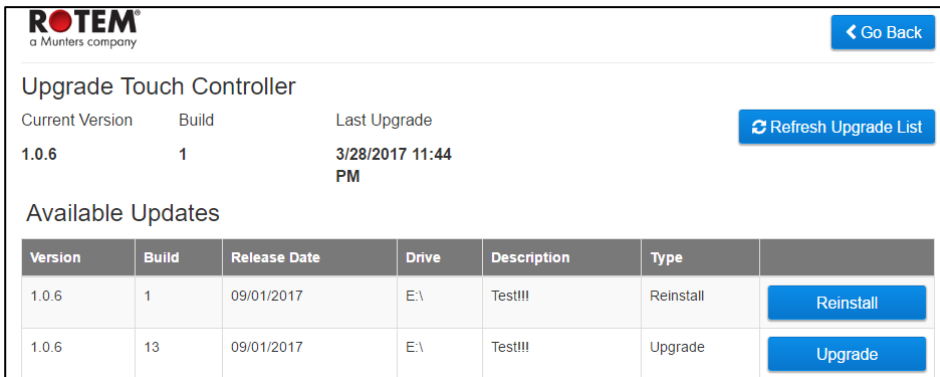 ROTEM®
a Munters company
Go Back
Upgrade Touch Controller
Current Version Build Last Upgrade
Refresh Upgrade List
1.0.6 1 3/28/2017 11:44
PM
Available Updates
Version Build Release Date Drive Description Type
1.0.6 1 09/01/2017 E:\ Test!!! Reinstall Reinstall
1.0.6 13 09/01/2017 E:\ Test!!! Upgrade Upgrade